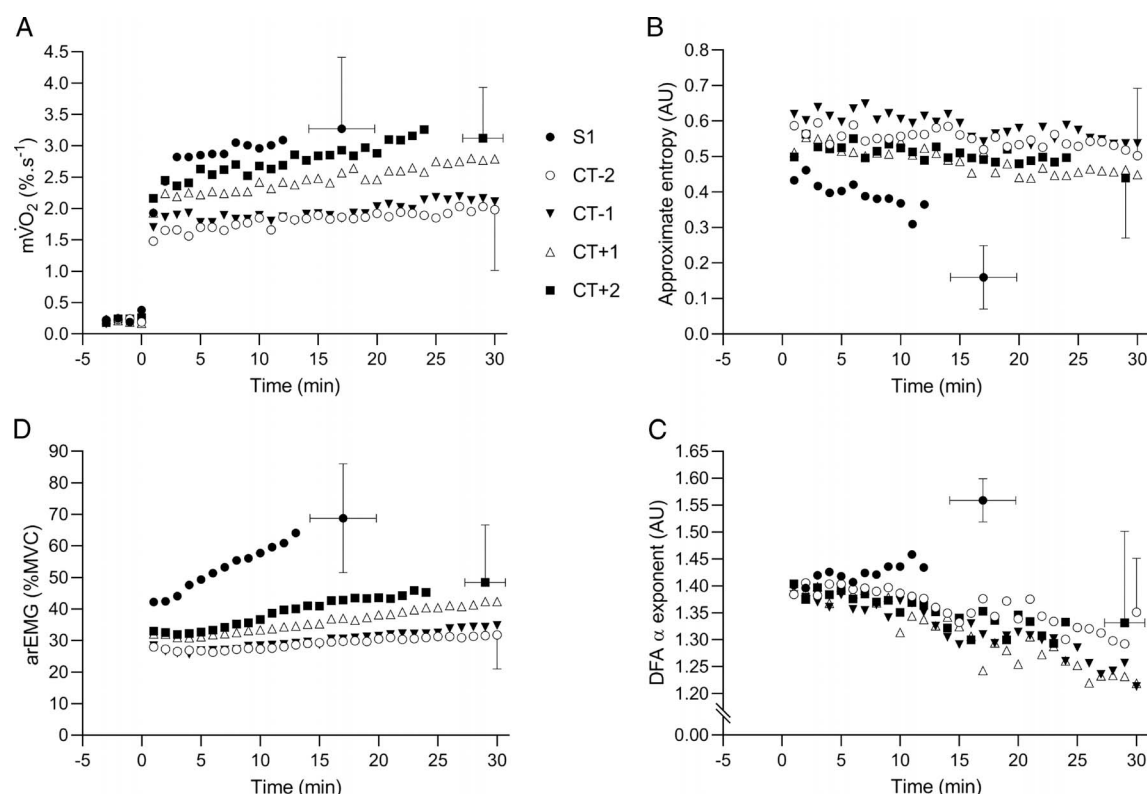 A
4.5
4.0
3.5
3.0
2.5
2.0
1.5
1.0
0.5
0.0
mV̇O₂ (%.s⁻¹)
-5 0 5 10 15 20 25 30
Time (min)
S1
CT-2
CT-1
CT+1
CT+2
B
0.8
0.7
0.6
0.5
0.4
0.3
0.2
0.1
0.0
Approximate entropy (AU)
-5 0 5 10 15 20 25 30
Time (min)
D
90
80
70
60
50
40
30
20
10
0
arEMG (%MVC)
-5 0 5 10 15 20 25 30
Time (min)
C
1.65
1.60
1.55
1.50
1.45
1.40
1.35
1.30
1.25
1.20
0.00
DFA α exponent (AU)
-5 0 5 10 15 20 25 30
Time (min)